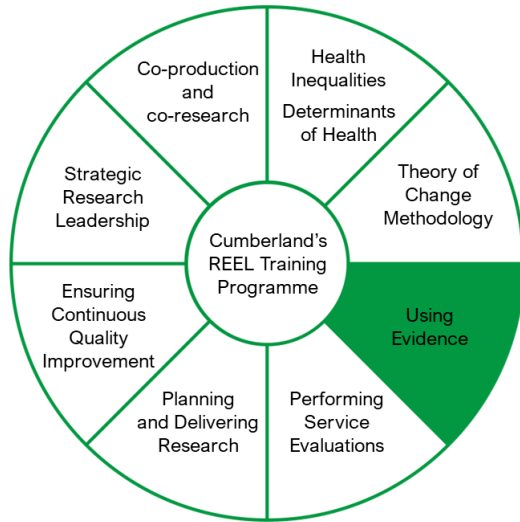 Co-production
and
co-research
Health
Inequalities
Determinants
of Health
Theory of
Change
Methodology
Using
Evidence
Performing
Service
Evaluations
Planning
and Delivering
Research
Ensuring
Continuous
Quality
Improvement
Strategic
Research
Leadership
Cumberland's
REEL Training
Programme